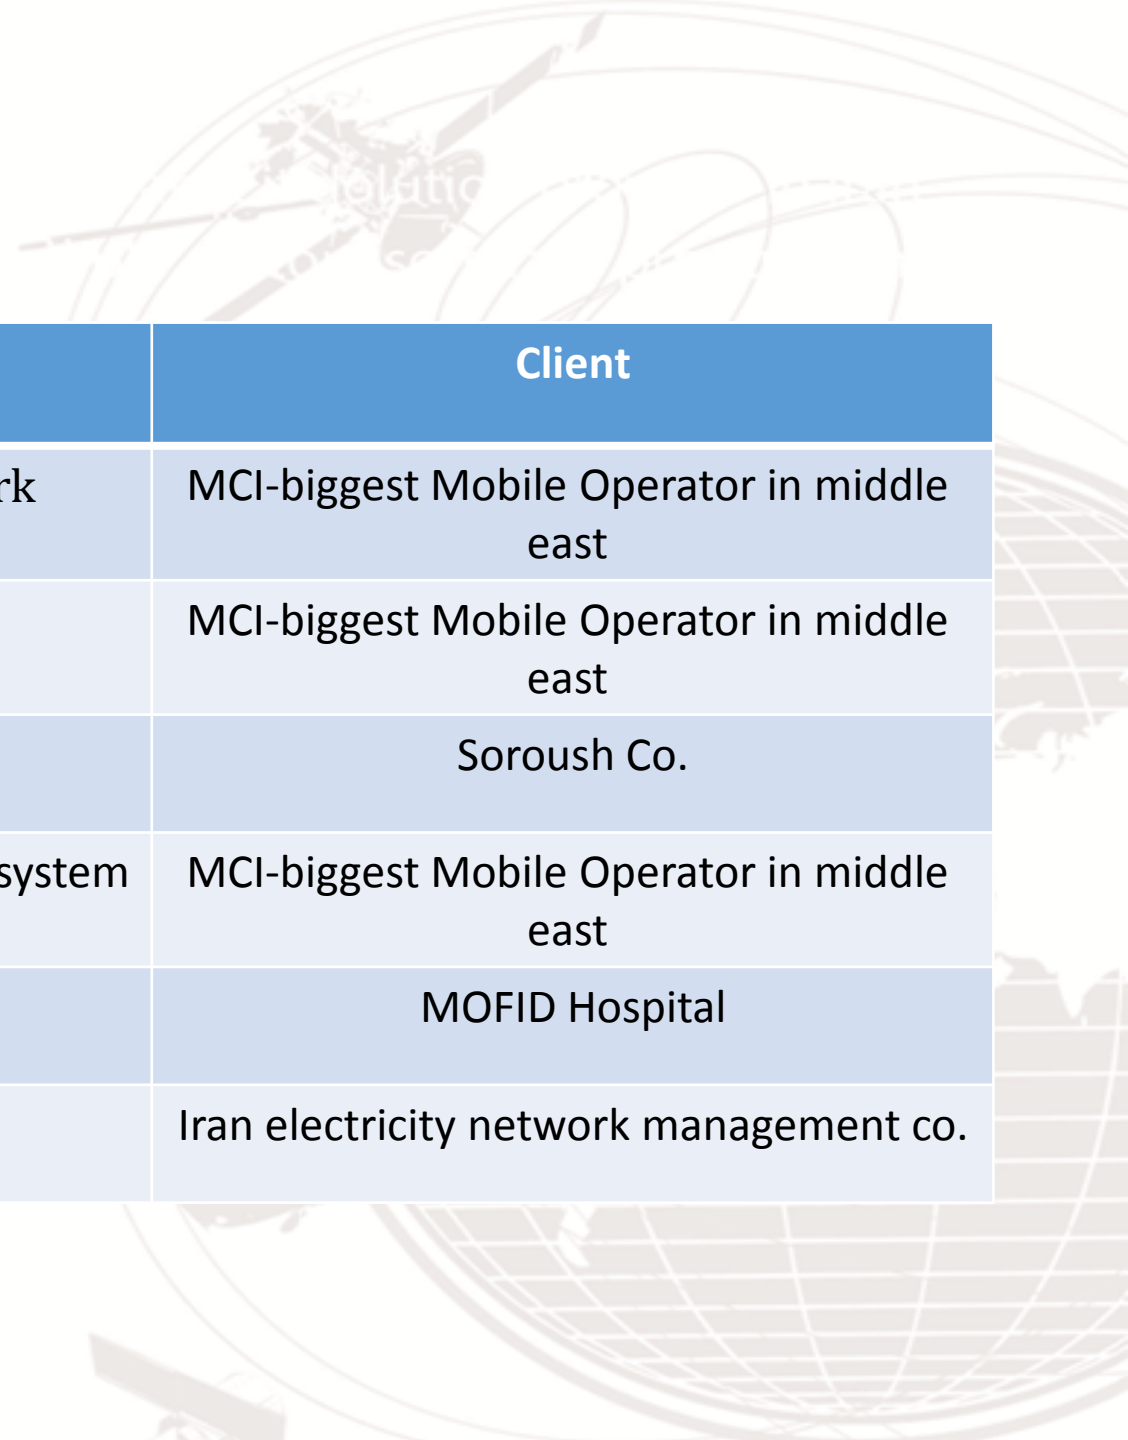 Client
rk
MCI-biggest Mobile Operator in middle
east
MCI-biggest Mobile Operator in middle
east
Soroush Co.
system
MCI-biggest Mobile Operator in middle
east
MOFID Hospital
Iran electricity network management co.